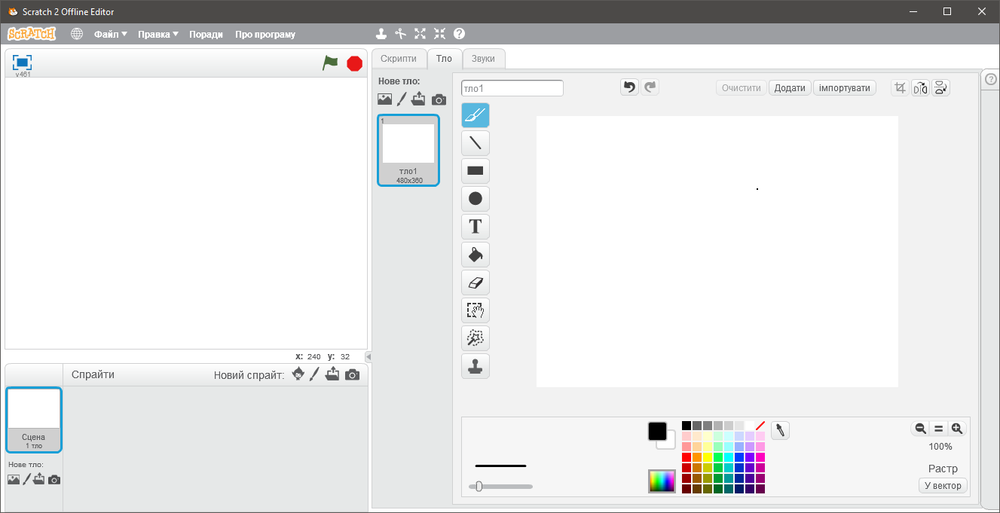 Scratch 2 Offline Editor
SCRATCH
Файл Правка Поради Про програму
v461
Скрипти Тло Звуки
Нове тло:
1
тло1
480x360
тло1
Очистити Додати імпортувати
T
x: 240 y: 32
Спрайти Новий спрайт:
Сцена
1 тло
Нове тло:
100%
Растр
У вектор